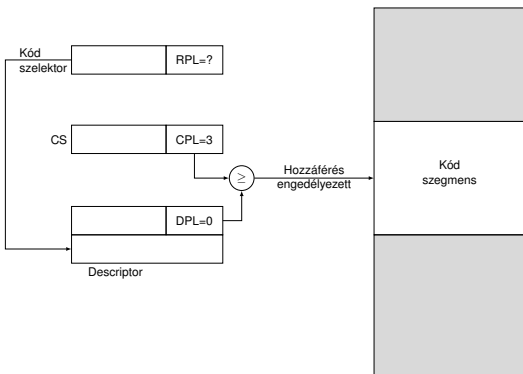 Kód
szelektor
RPL=?
CS
CPL=3
≥
Hozzáférés
engedélyezett
Kód
szegmens
DPL=0
Descriptor